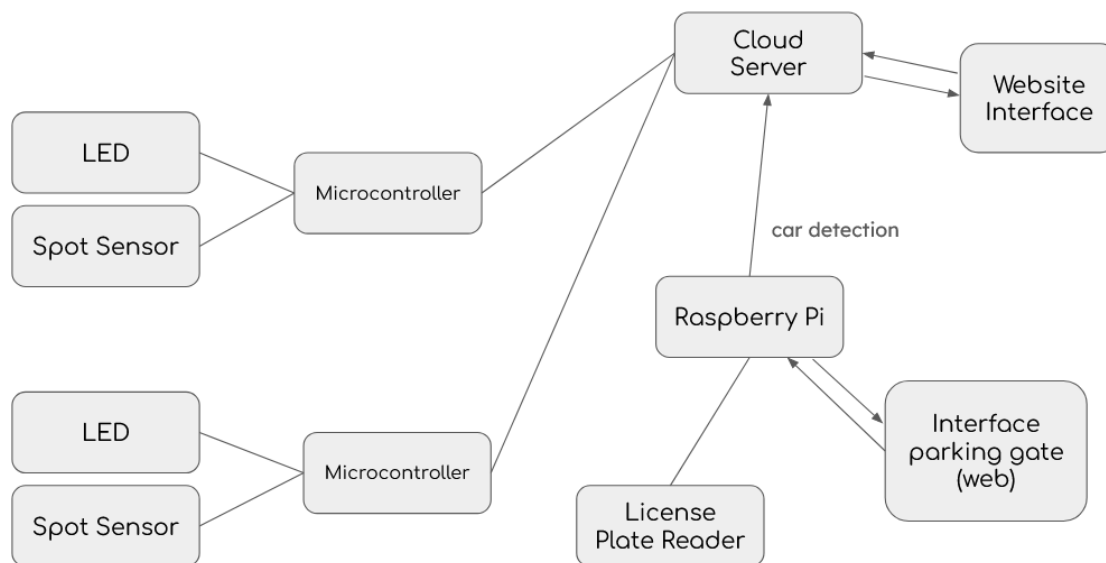 Cloud
Server
Website
Interface
LED
Microcontroller
Spot Sensor
car detection
Raspberry Pi
LED
Microcontroller
Spot Sensor
Interface
parking gate
(web)
License
Plate Reader